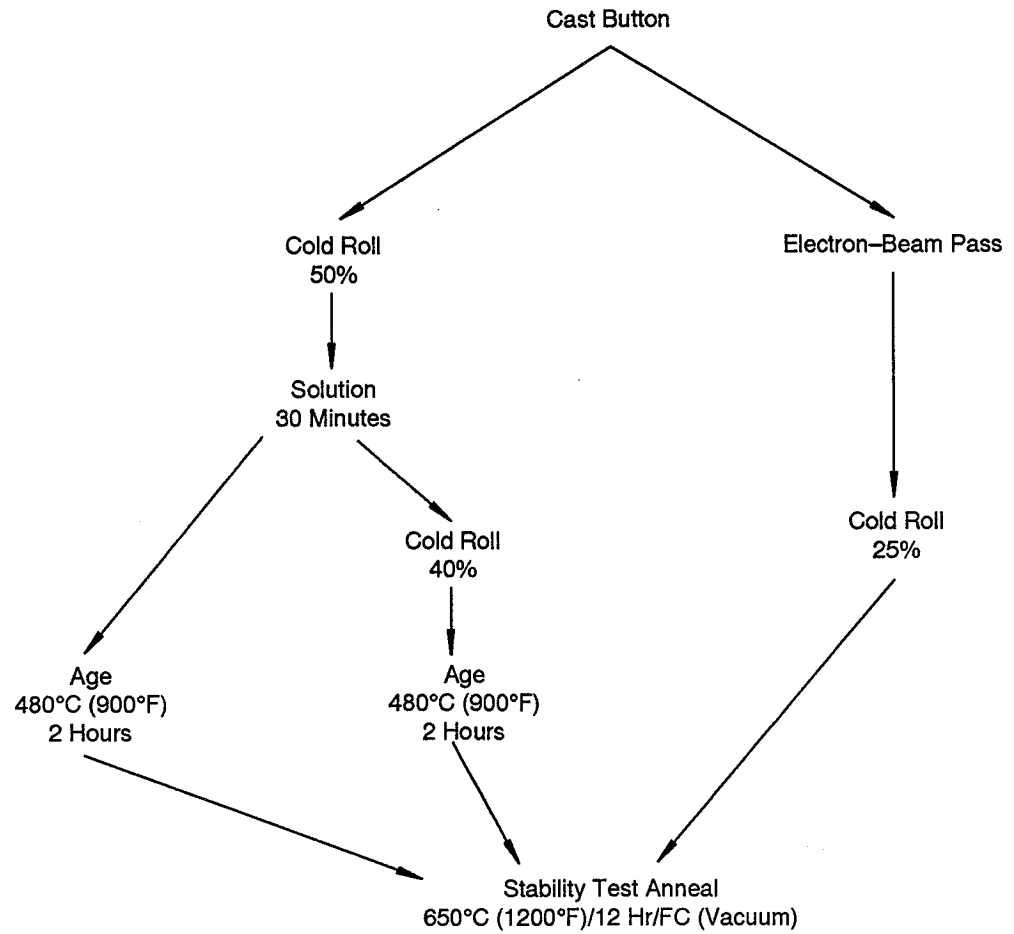 Cast Button
Cold Roll
50%
Electron–Beam Pass
Solution
30 Minutes
Cold Roll
40%
Cold Roll
25%
Age
480°C (900°F)
2 Hours
Age
480°C (900°F)
2 Hours
Stability Test Anneal
650°C (1200°F)/12 Hr/FC (Vacuum)